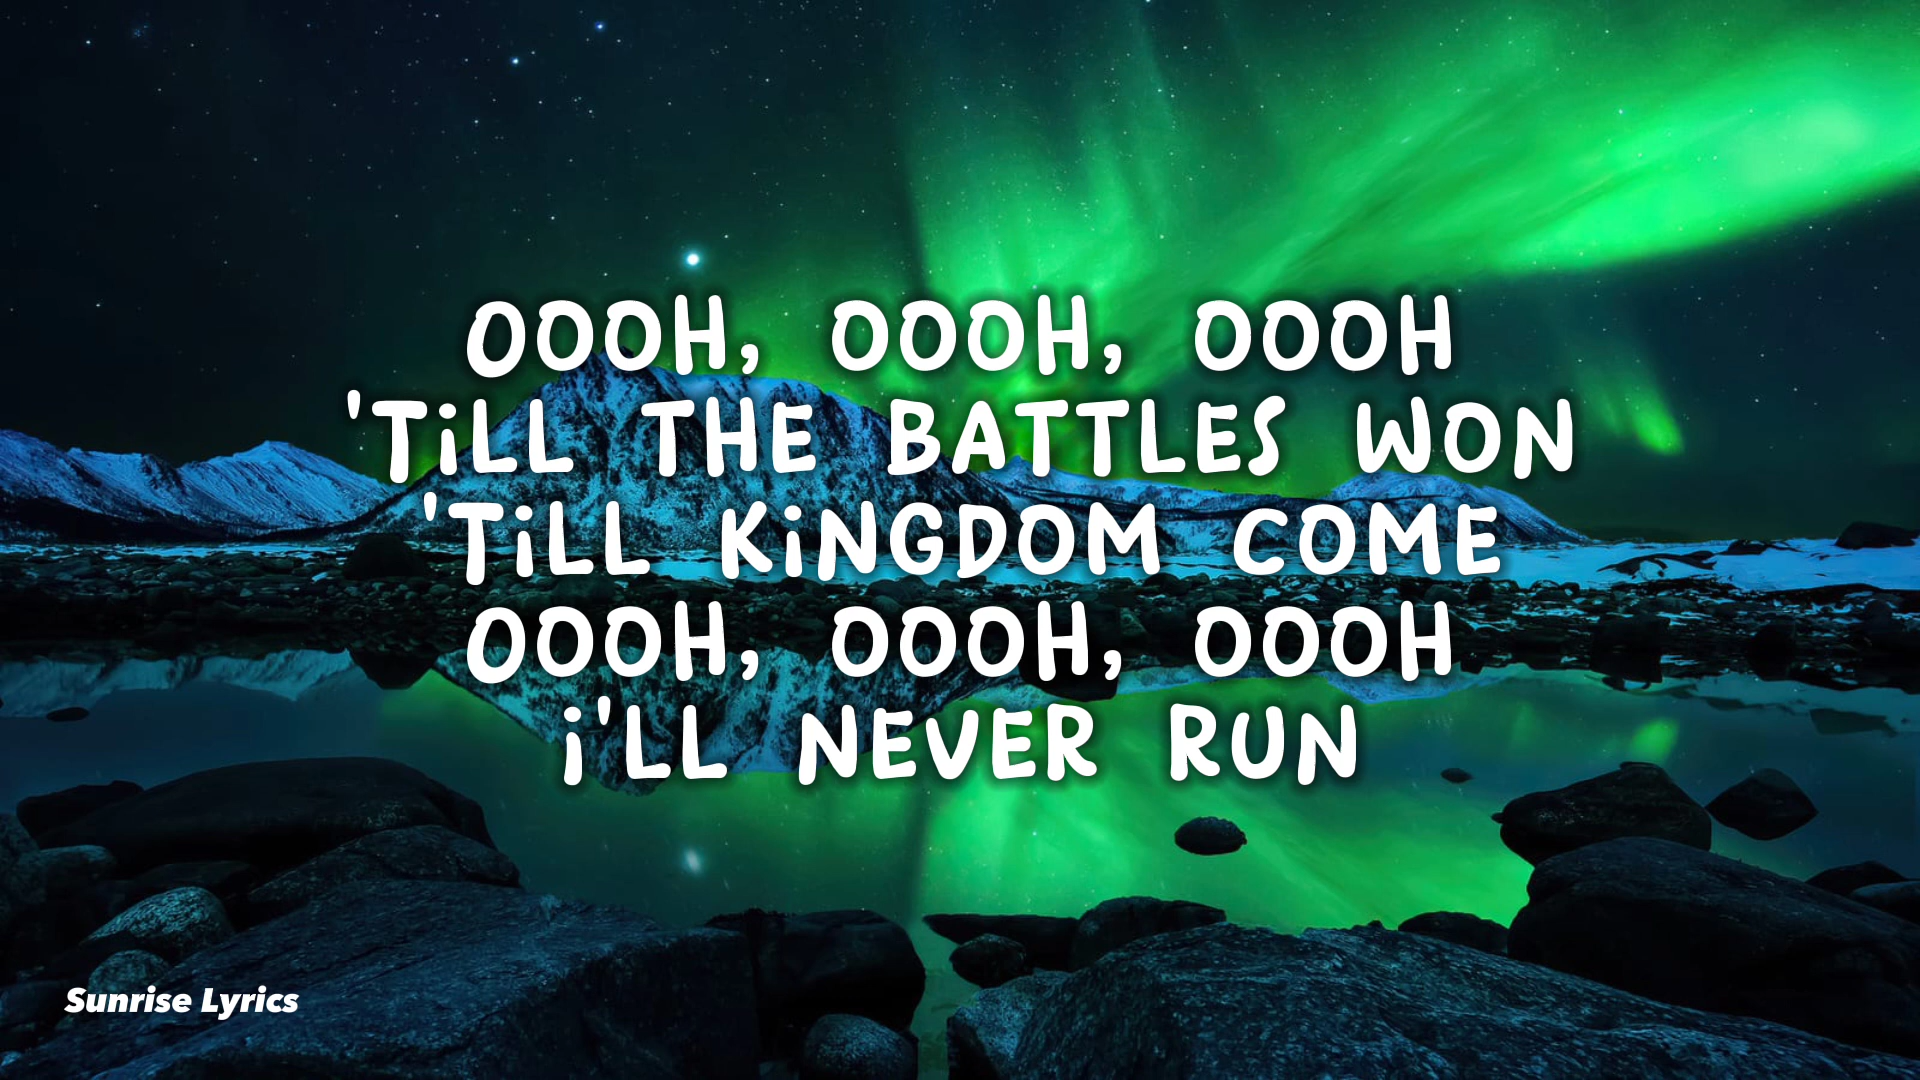 OOOH, OOOH, OOOH
'TiLL THE BATTLES WON
'TiLL KiNGDOM COME
OOOH, OOOH, OOOH
i'LL NEVER RUN
Sunrise Lyrics